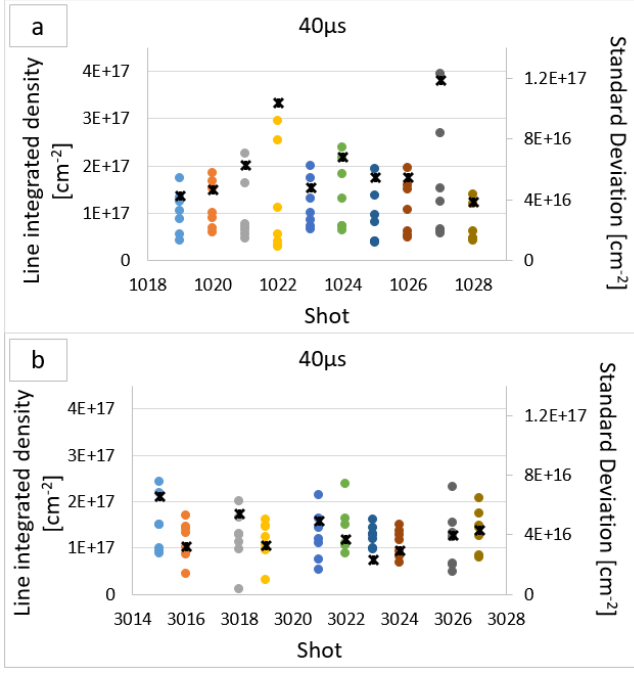 a
40μs
Line integrated density
[cm⁻²]
4E+17
3E+17
2E+17
1E+17
0
1.2E+17
8E+16
4E+16
0
Standard Deviation [cm⁻²]
1018 1020 1022 1024 1026 1028
Shot
b
40μs
Line integrated density
[cm⁻²]
4E+17
3E+17
2E+17
1E+17
0
1.2E+17
8E+16
4E+16
0
Standard Deviation [cm⁻²]
3014 3016 3018 3020 3022 3024 3026 3028
Shot